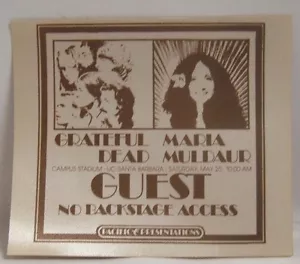 GRATEFUL DEAD
MARIA MULDAUR
CAMPUS STADIUM - UC SANTA BARBARA - SATURDAY, MAY 25, 10:00 AM
GUEST
NO BACKSTAGE ACCESS
PACIFIC PRESENTATIONS